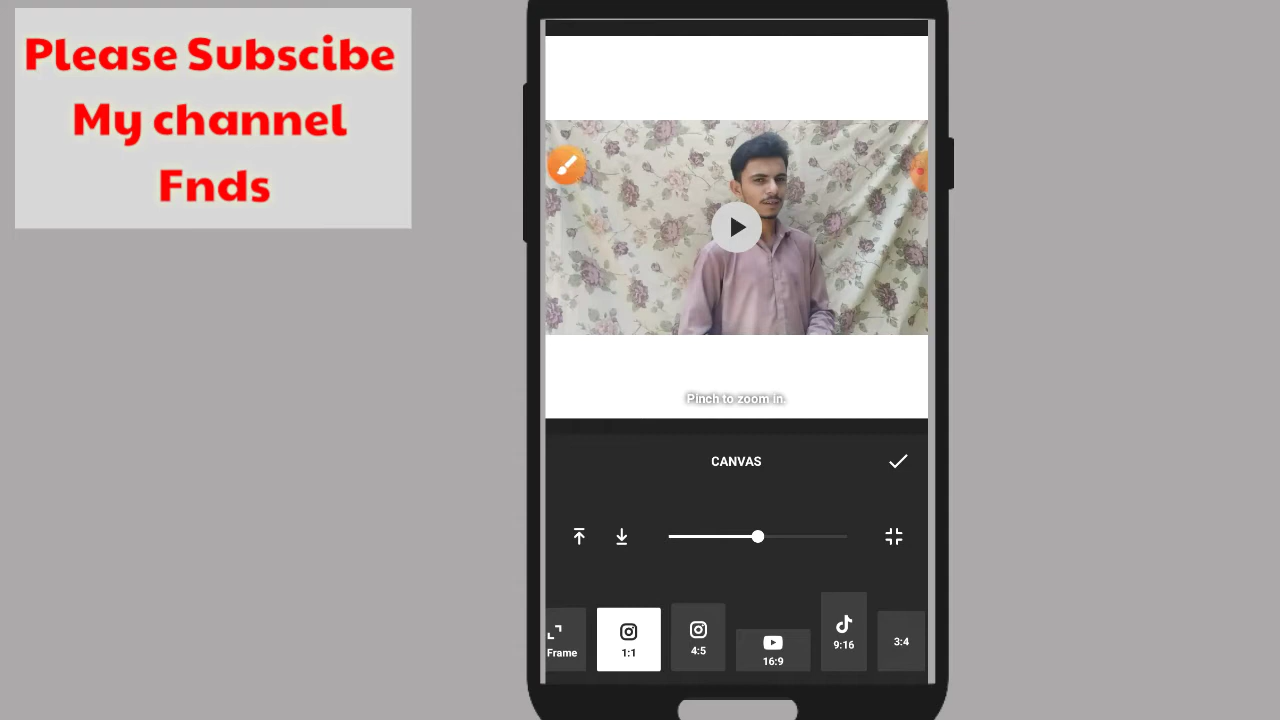 Please Subscibe
My channel
Fnds
Pinch to zoom in.
CANVAS
Frame
1:1
4:5
16:9
9:16
3:4